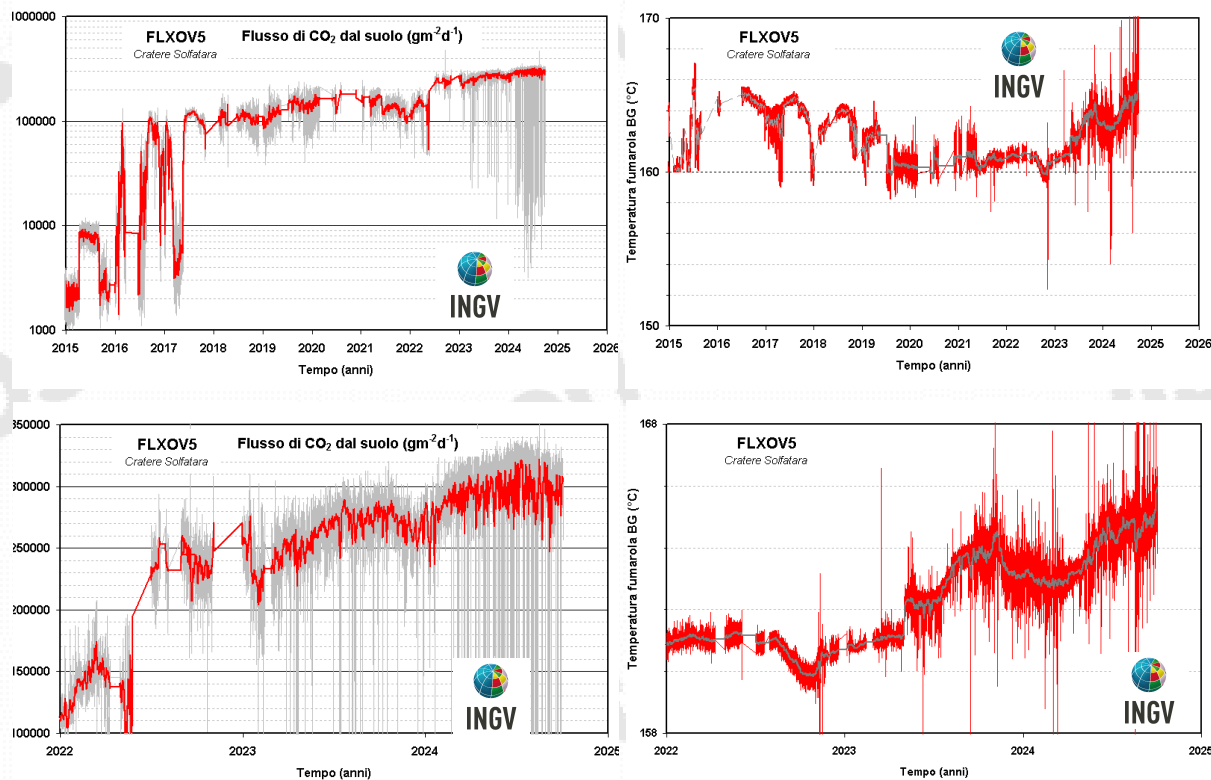 1000000
100000
10000
1000
FLXOV5 Flusso di CO2 dal suolo (gm-2d-1)
Cratere Solfatara
INGV
2015 2016 2017 2018 2019 2020 2021 2022 2023 2024 2025 2026
Tempo (anni)
170
160
150
Temperatura fumarola BG (°C)
FLXOV5
Cratere Solfatara
INGV
2015 2016 2017 2018 2019 2020 2021 2022 2023 2024 2025 2026
Tempo (anni)
350000
300000
250000
200000
150000
100000
FLXOV5 Flusso di CO2 dal suolo (gm-2d-1)
Cratere Solfatara
INGV
2022 2023 2024 2025
Tempo (anni)
168
158
Temperatura fumarola BG (°C)
FLXOV5
Cratere Solfatara
INGV
2022 2023 2024 2025
Tempo (anni)